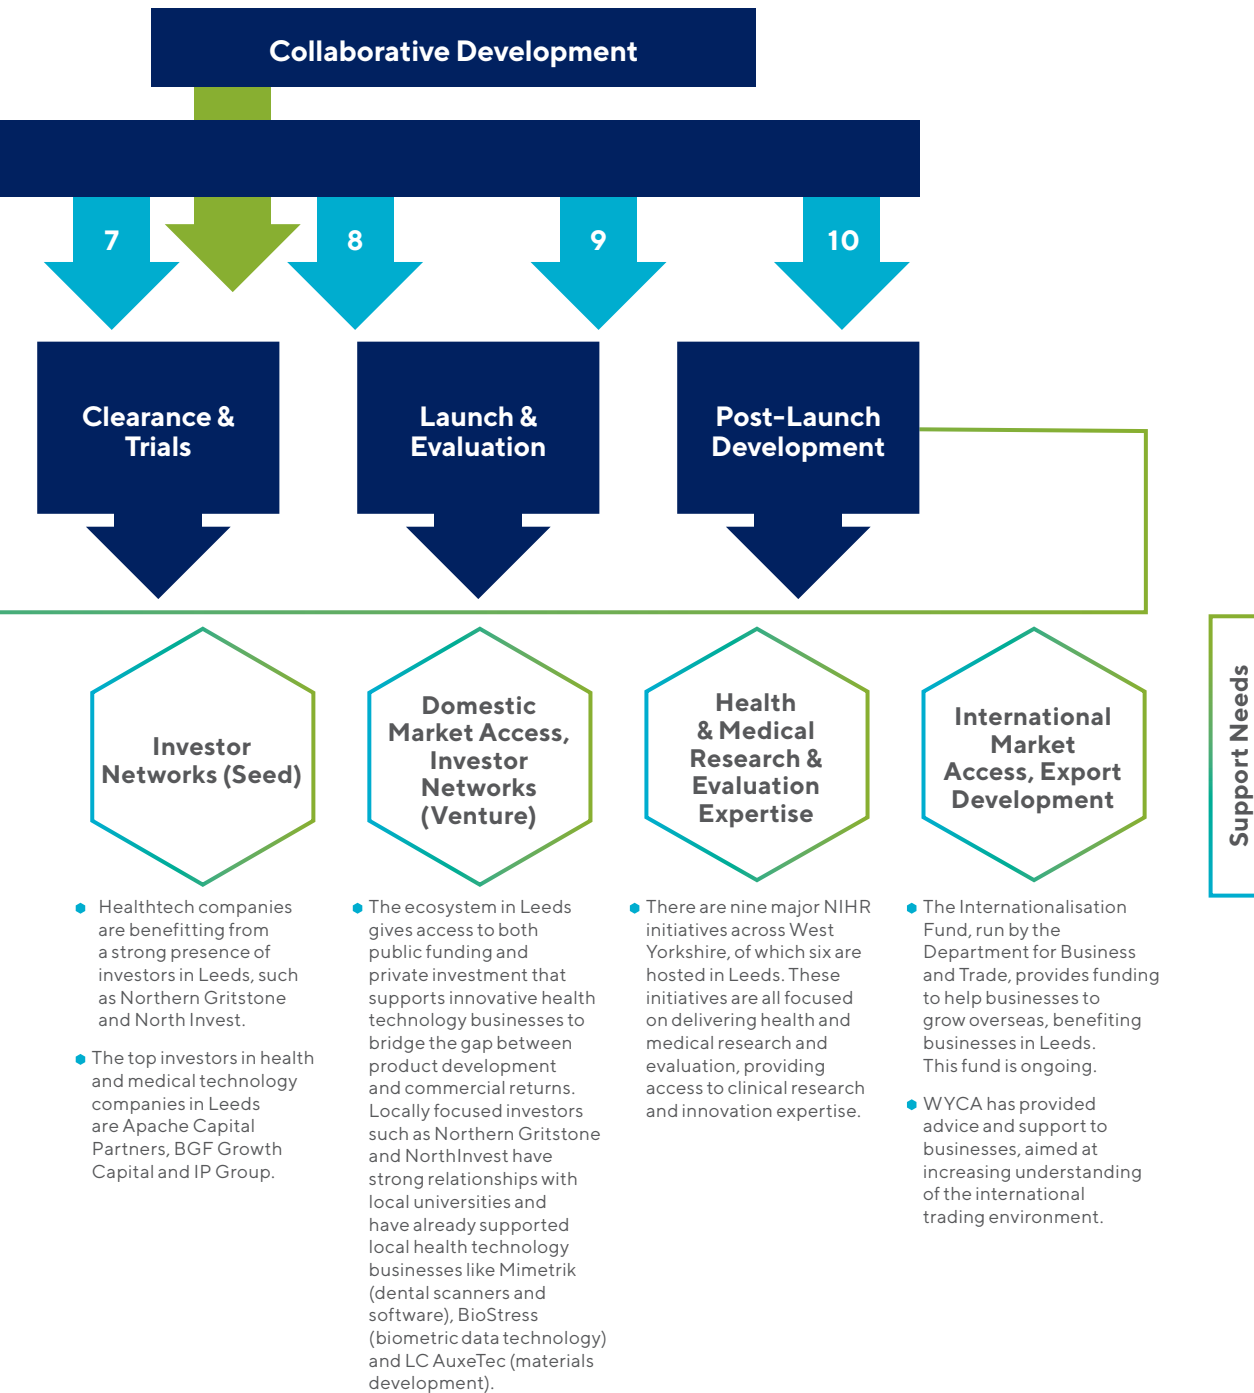 Collaborative Development
7
8
9
10
Clearance &
Trials
Launch &
Evaluation
Post-Launch
Development
Support Needs
Investor
Networks (Seed)
Domestic
Market Access,
Investor
Networks
(Venture)
Health
& Medical
Research &
Evaluation
Expertise
International
Market
Access, Export
Development
Healthtech companies
are benefitting from
a strong presence of
investors in Leeds, such
as Northern Gritstone
and North Invest.
The top investors in health
and medical technology
companies in Leeds
are Apache Capital
Partners, BGF Growth
Capital and IP Group.
The ecosystem in Leeds
gives access to both
public funding and
private investment that
supports innovative health
technology businesses to
bridge the gap between
product development
and commercial returns.
Locally focused investors
such as Northern Gritstone
and NorthInvest have
strong relationships with
local universities and
have already supported
local health technology
businesses like Mimetrik
(dental scanners and
software), BioStress
(biometric data technology)
and LC AuxeTec (materials
development).
There are nine major NIHR
initiatives across West
Yorkshire, of which six are
hosted in Leeds. These
initiatives are all focused
on delivering health and
medical research and
evaluation, providing
access to clinical research
and innovation expertise.
The Internationalisation
Fund, run by the
Department for Business
and Trade, provides funding
to help businesses to
grow overseas, benefiting
businesses in Leeds.
This fund is ongoing.
WYCA has provided
advice and support to
businesses, aimed at
increasing understanding
of the international
trading environment.